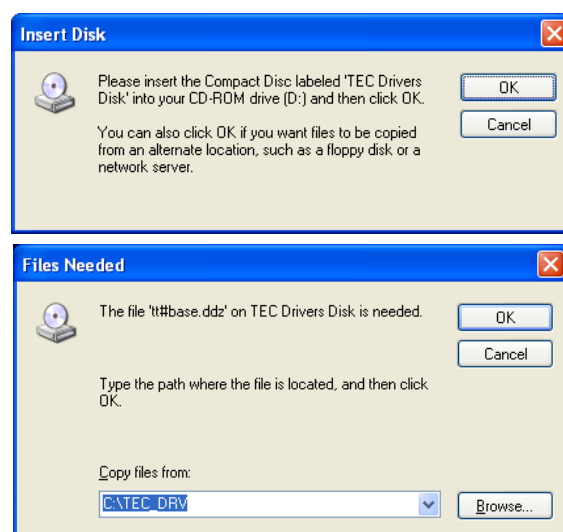 Insert Disk
Please insert the Compact Disc labeled 'TEC Drivers
Disk' into your CD-ROM drive (D:) and then click OK.
OK
Cancel
You can also click OK if you want files to be copied
from an alternate location, such as a floppy disk or a
network server.
Files Needed
The file 'tt#base.ddz' on TEC Drivers Disk is needed.
OK
Cancel
Type the path where the file is located, and then click
OK.
Copy files from:
C:\TEC_DRV
Browse...